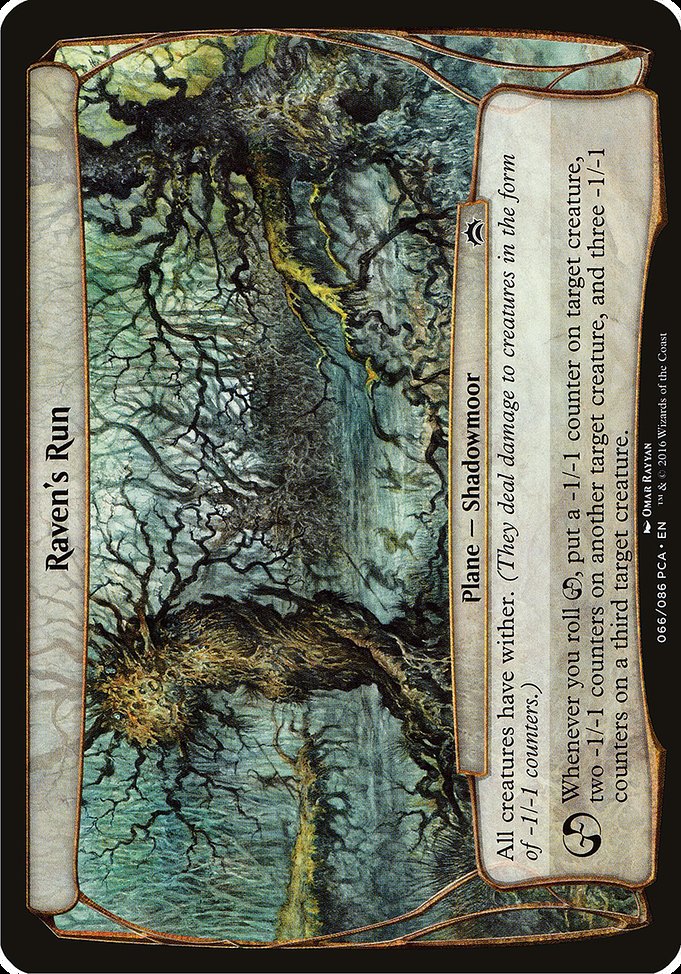 Raven's Run
Plane — Shadowmoor
All creatures have wither. (They deal damage to creatures in the form
of -1/-1 counters.)
Whenever you roll , put a -1/-1 counter on target creature,
two -1/-1 counters on another target creature, and three -1/-1
counters on a third target creature.
OMAR RAYYAN
066/086 PCA • EN ™ & © 2016 Wizards of the Coast